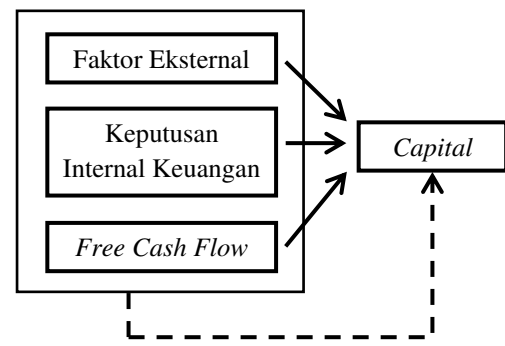 Faktor Eksternal
Keputusan
Internal Keuangan
Free Cash Flow
Capital